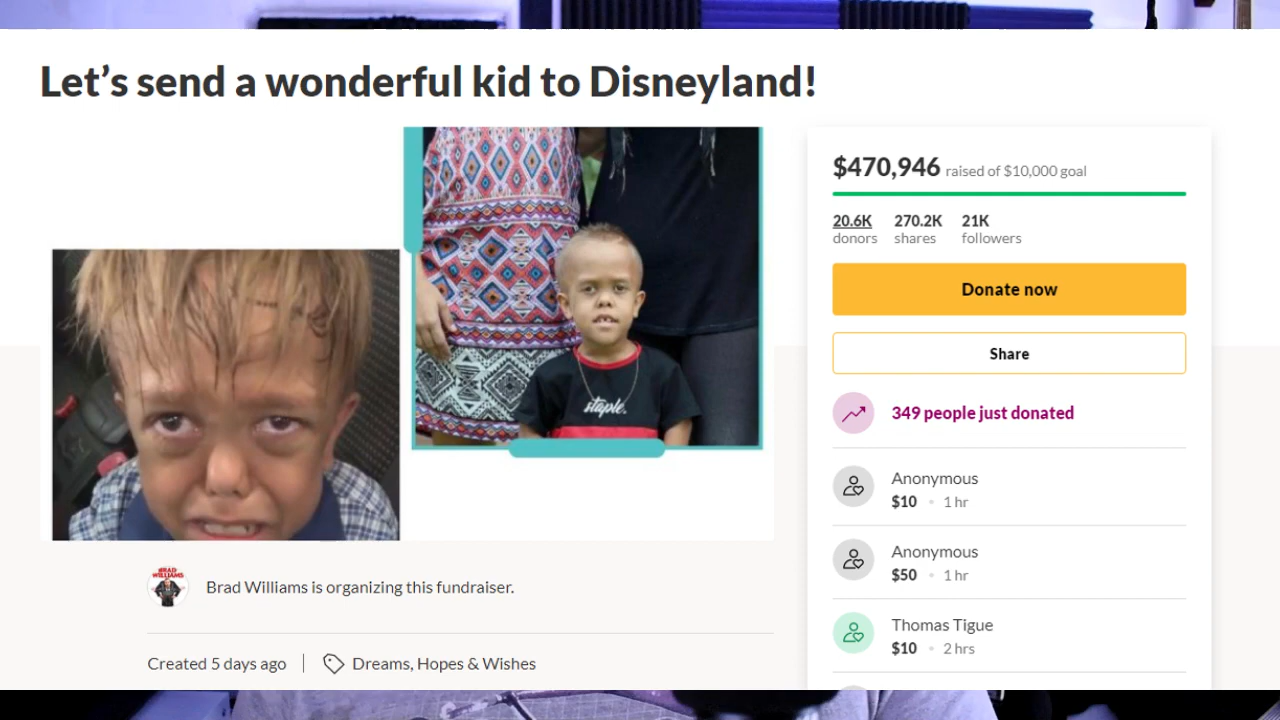 Let's send a wonderful kid to Disneyland!
staple.
$470,946 raised of $10,000 goal
20.6K 270.2K 21K
donors shares followers
Donate now
Share
349 people just donated
Anonymous
$10 • 1 hr
Anonymous
$50 • 1 hr
Thomas Tigue
$10 • 2 hrs
BRAD
WILLIAMS
Brad Williams is organizing this fundraiser.
Created 5 days ago | Dreams, Hopes & Wishes